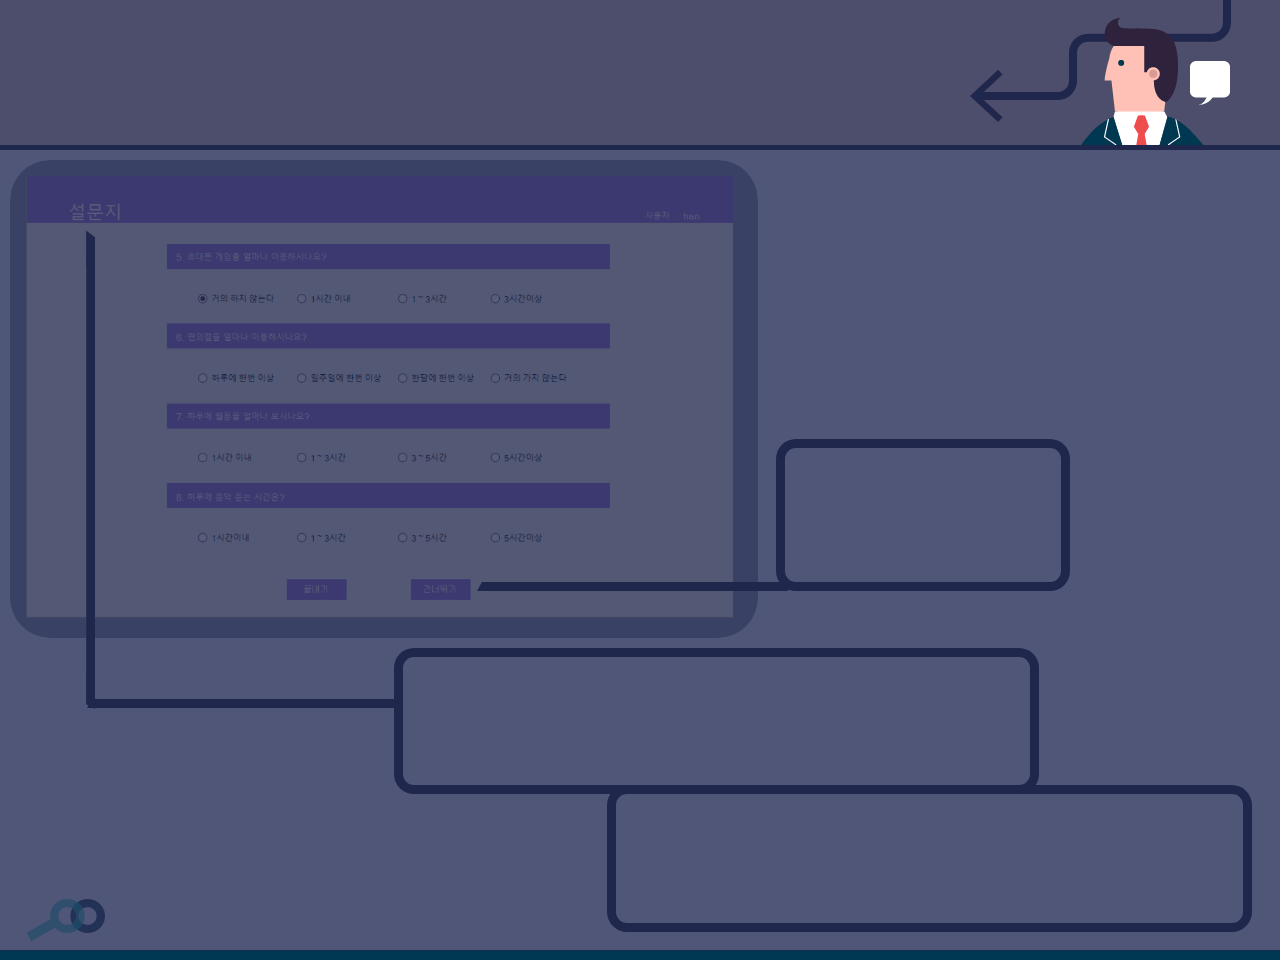 설문지
사용자 han
5. 휴대폰 게임을 얼마나 이용하시나요?
거의 하지 않는다 1시간 이내 1 ~ 3시간 3시간이상
6. 편의점을 얼마나 이용하시나요?
하루에 한번 이상 일주일에 한번 이상 한달에 한번 이상 거의 가지 않는다
7. 하루에 웹툰을 얼마나 보시나요?
1시간 이내 1 ~ 3시간 3 ~ 5시간 5시간이상
8. 하루에 음악 듣는 시간은?
1시간이내 1 ~ 3시간 3 ~ 5시간 5시간이상
끝내기 건너뛰기